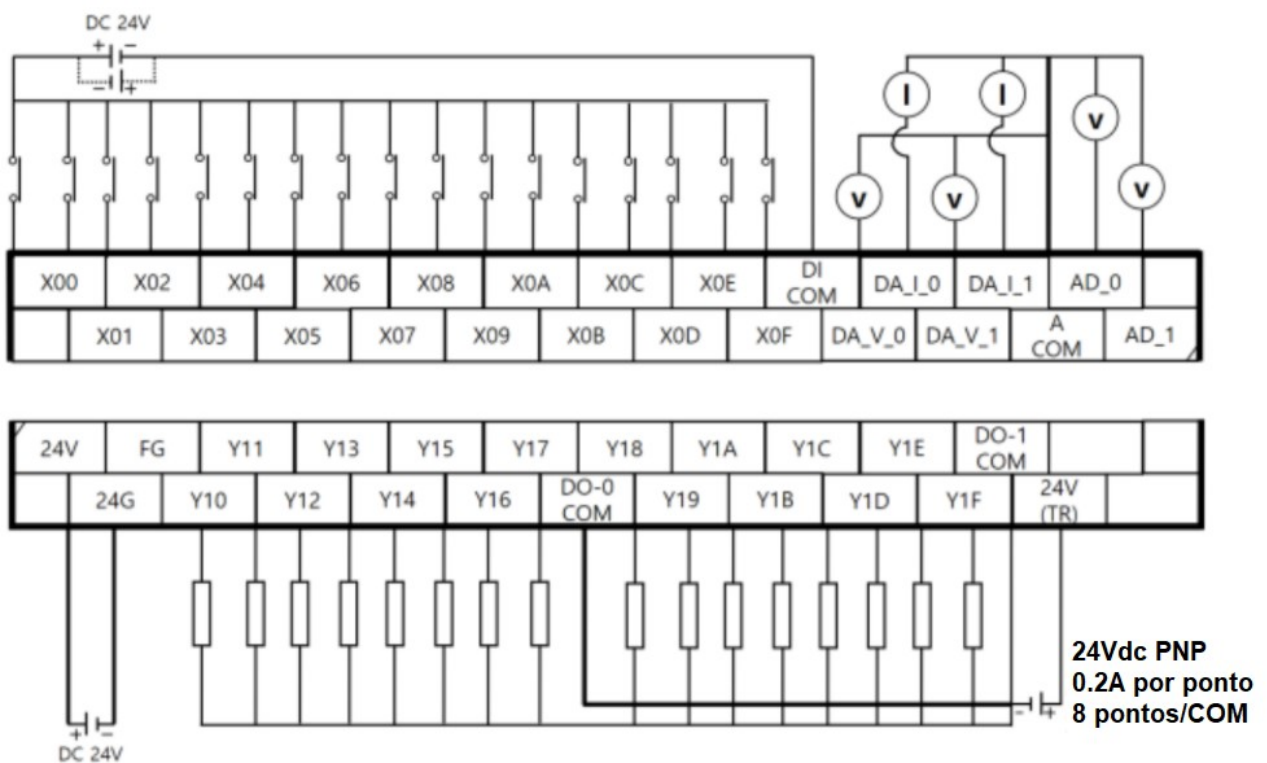 DC 24V
+ −
− +
I I
V
V V V
X00 X02 X04 X06 X08 X0A X0C X0E DI COM DA_I_0 DA_I_1 AD_0
X01 X03 X05 X07 X09 X0B X0D X0F DA_V_0 DA_V_1 A COM AD_1
24V FG Y11 Y13 Y15 Y17 Y18 Y1A Y1C Y1E DO-1 COM
24G Y10 Y12 Y14 Y16 DO-0 COM Y19 Y1B Y1D Y1F 24V (TR)
24Vdc PNP
0.2A por ponto
8 pontos/COM
− +
+ −
DC 24V